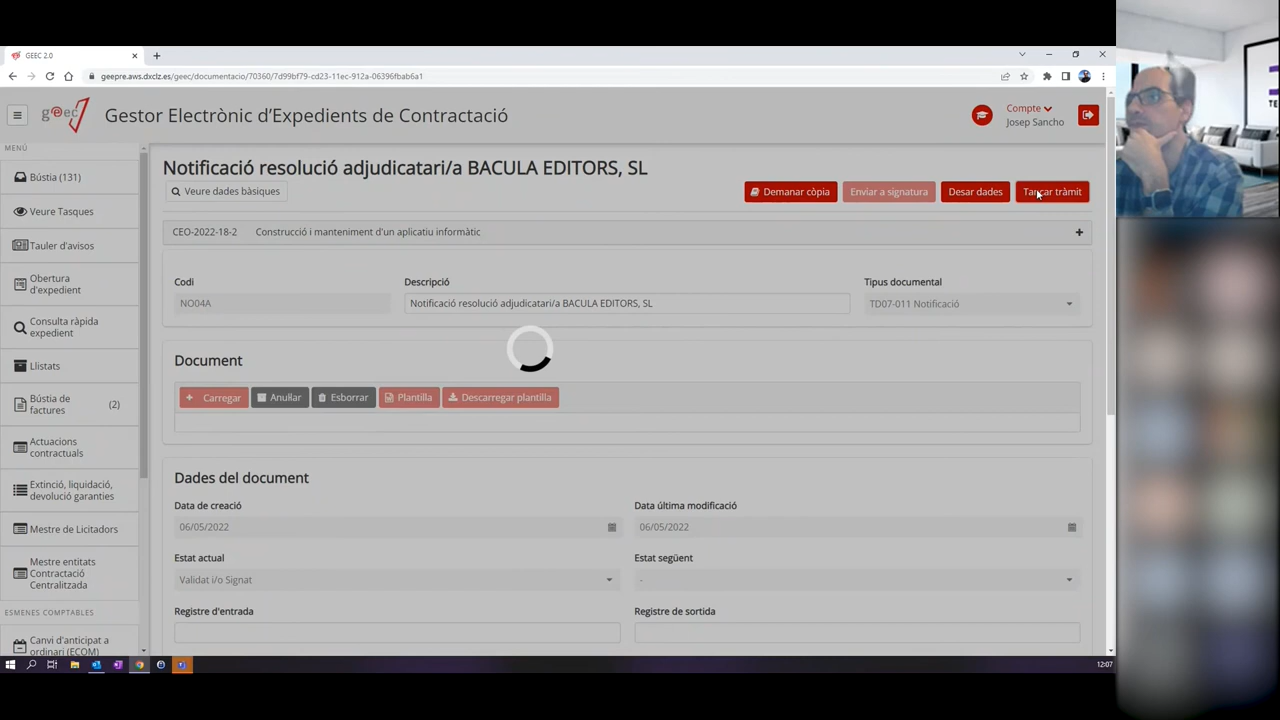 GEEC 2.0
geepre.aws.dxclz.es/geec/documentacio/70360/7d99bf79-cd23-11ec-912a-06396fbab6a1
geec
Gestor Electrònic d'Expedients de Contractació
Compte
Josep Sancho
MENÚ
Bústia (131)
Veure Tasques
Tauler d'avisos
Obertura
d'expedient
Consulta ràpida
expedient
Llistats
Bústia de
factures
(2)
Actuacions
contractuals
Extinció, liquidació,
devolució garanties
Mestre de Licitadors
Mestre entitats
Contractació
Centralitzada
ESMENES COMPTABLES
Canvi d'anticipat a
ordinari (ECOM)
Notificació resolució adjudicatari/a BACULA EDITORS, SL
Veure dades bàsiques
Demanar còpia
Enviar a signatura
Desar dades
Tancar tràmit
CEO-2022-18-2 Construcció i manteniment d'un aplicatiu informàtic
Codi
NO04A
Descripció
Notificació resolució adjudicatari/a BACULA EDITORS, SL
Tipus documental
TD07-011 Notificació
Document
+ Carregar
Anul·lar
Esborrar
Plantilla
Descarregar plantilla
Dades del document
Data de creació
06/05/2022
Data última modificació
06/05/2022
Estat actual
Validat i/o Signat
Estat següent
-
Registre d'entrada
Registre de sortida
12:07